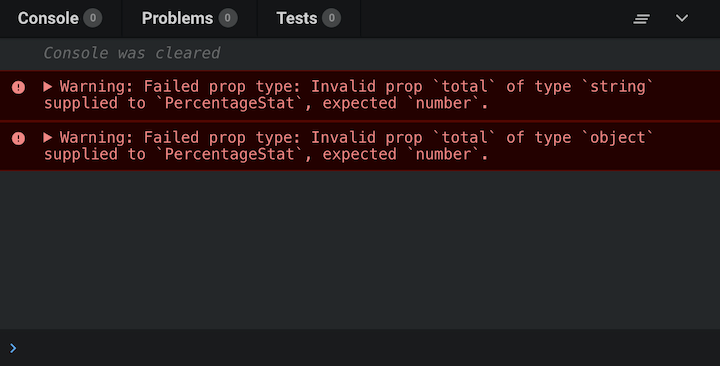 Console 0 Problems 0 Tests 0
Console was cleared
Warning: Failed prop type: Invalid prop `total` of type `string`
supplied to `PercentageStat`, expected `number`.
Warning: Failed prop type: Invalid prop `total` of type `object`
supplied to `PercentageStat`, expected `number`.